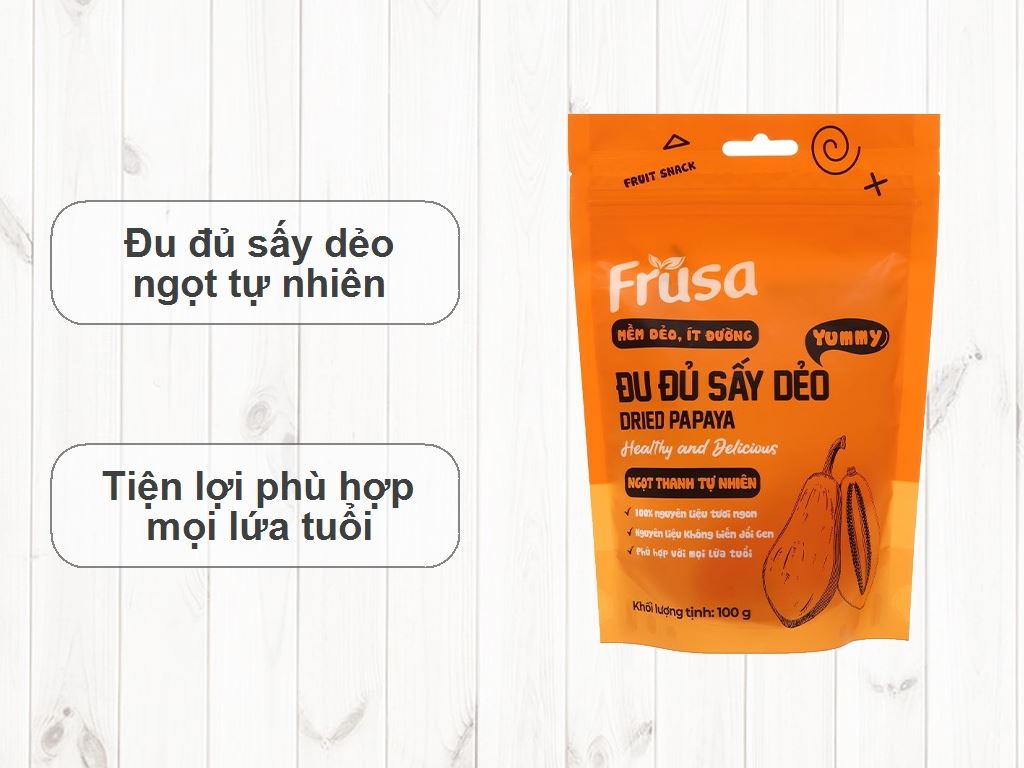 Đu đủ sấy dẻo
ngọt tự nhiên
Tiện lợi phù hợp
mọi lứa tuổi
FRUIT SNACK
Frusa
MỀM DẺO, ÍT ĐƯỜNG
Yummy
ĐU ĐỦ SẤY DẺO
DRIED PAPAYA
Healthy and Delicious
NGỌT THANH TỰ NHIÊN
✓ 100% nguyên liệu tươi ngon
✓ Nguyên liệu không biến đổi Gen
✓ Phù hợp với mọi lứa tuổi
Khối lượng tịnh: 100 g